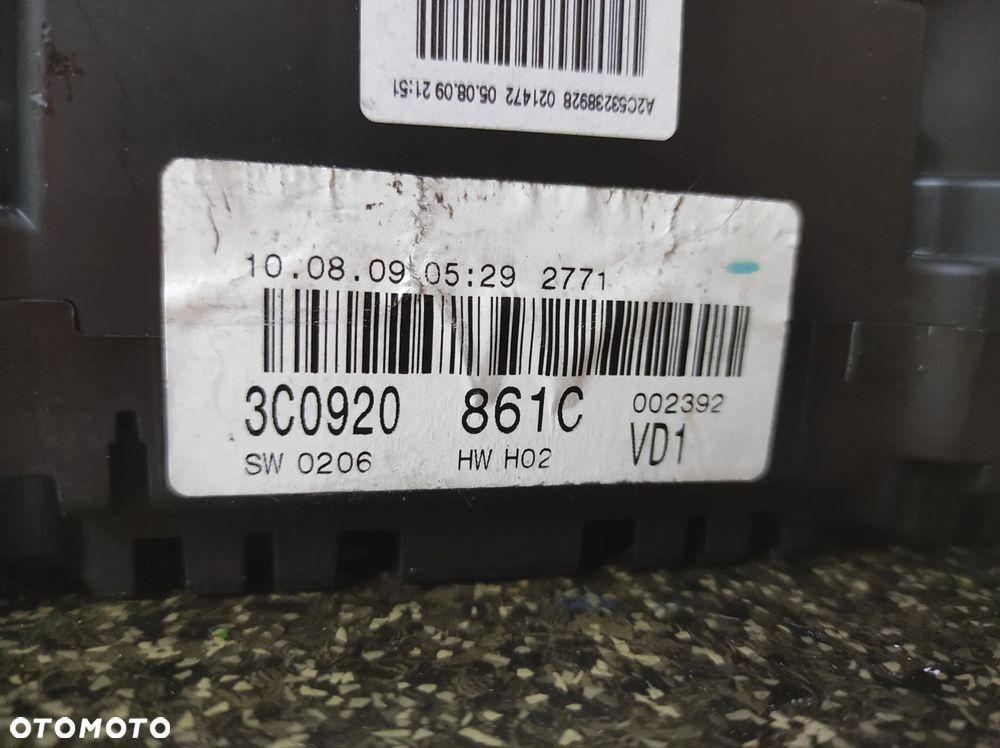 A2C53238928 021472 05.08.09 21:51
10.08.09 05:29 2771
3C0920 861C 002392
SW 0206 HW H02 VD1
OTOMOTO